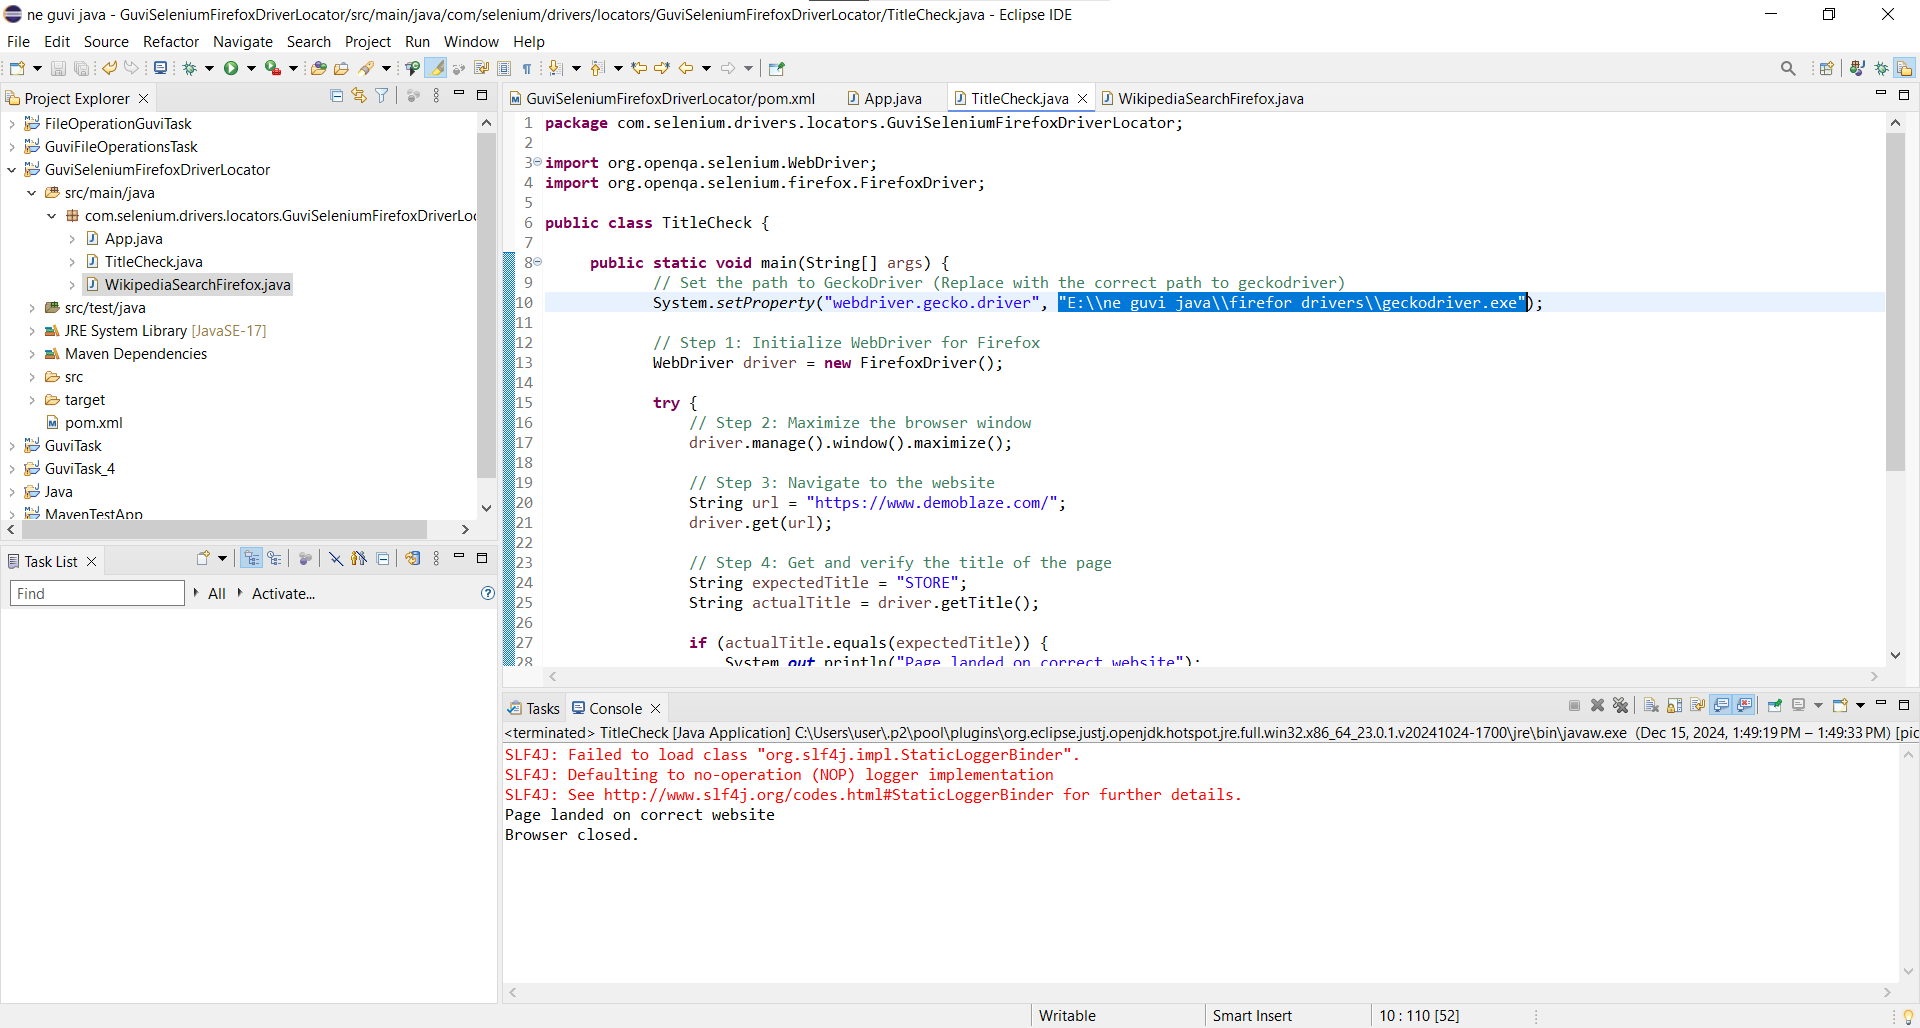 ne guvi java - GuviSeleniumFirefoxDriverLocator/src/main/java/com/selenium/drivers/locators/GuviSeleniumFirefoxDriverLocator/TitleCheck.java - Eclipse IDE
File Edit Source Refactor Navigate Search Project Run Window Help
Project Explorer
FileOperationGuviTask
GuviFileOperationsTask
GuviSeleniumFirefoxDriverLocator
src/main/java
com.selenium.drivers.locators.GuviSeleniumFirefoxDriverLoc
App.java
TitleCheck.java
WikipediaSearchFirefox.java
src/test/java
JRE System Library [JavaSE-17]
Maven Dependencies
src
target
pom.xml
GuviTask
GuviTask_4
Java
MavenTestApp
Task List
Find All Activate...
GuviSeleniumFirefoxDriverLocator/pom.xml App.java TitleCheck.java WikipediaSearchFirefox.java
1 package com.selenium.drivers.locators.GuviSeleniumFirefoxDriverLocator;
2
3 import org.openqa.selenium.WebDriver;
4 import org.openqa.selenium.firefox.FirefoxDriver;
5
6 public class TitleCheck {
7
8 public static void main(String[] args) {
9 // Set the path to GeckoDriver (Replace with the correct path to geckodriver)
10 System.setProperty("webdriver.gecko.driver", "E:\\ne guvi java\\firefor drivers\\geckodriver.exe");
11
12 // Step 1: Initialize WebDriver for Firefox
13 WebDriver driver = new FirefoxDriver();
14
15 try {
16 // Step 2: Maximize the browser window
17 driver.manage().window().maximize();
18
19 // Step 3: Navigate to the website
20 String url = "https://www.demoblaze.com/";
21 driver.get(url);
22
23 // Step 4: Get and verify the title of the page
24 String expectedTitle = "STORE";
25 String actualTitle = driver.getTitle();
26
27 if (actualTitle.equals(expectedTitle)) {
28 System.out.println("Page landed on correct website");
Tasks Console
<terminated> TitleCheck [Java Application] C:\Users\user\.p2\pool\plugins\org.eclipse.justj.openjdk.hotspot.jre.full.win32.x86_64_23.0.1.v20241024-1700\jre\bin\javaw.exe (Dec 15, 2024, 1:49:19 PM – 1:49:33 PM) [pic
SLF4J: Failed to load class "org.slf4j.impl.StaticLoggerBinder".
SLF4J: Defaulting to no-operation (NOP) logger implementation
SLF4J: See http://www.slf4j.org/codes.html#StaticLoggerBinder for further details.
Page landed on correct website
Browser closed.
Writable Smart Insert 10 : 110 [52]